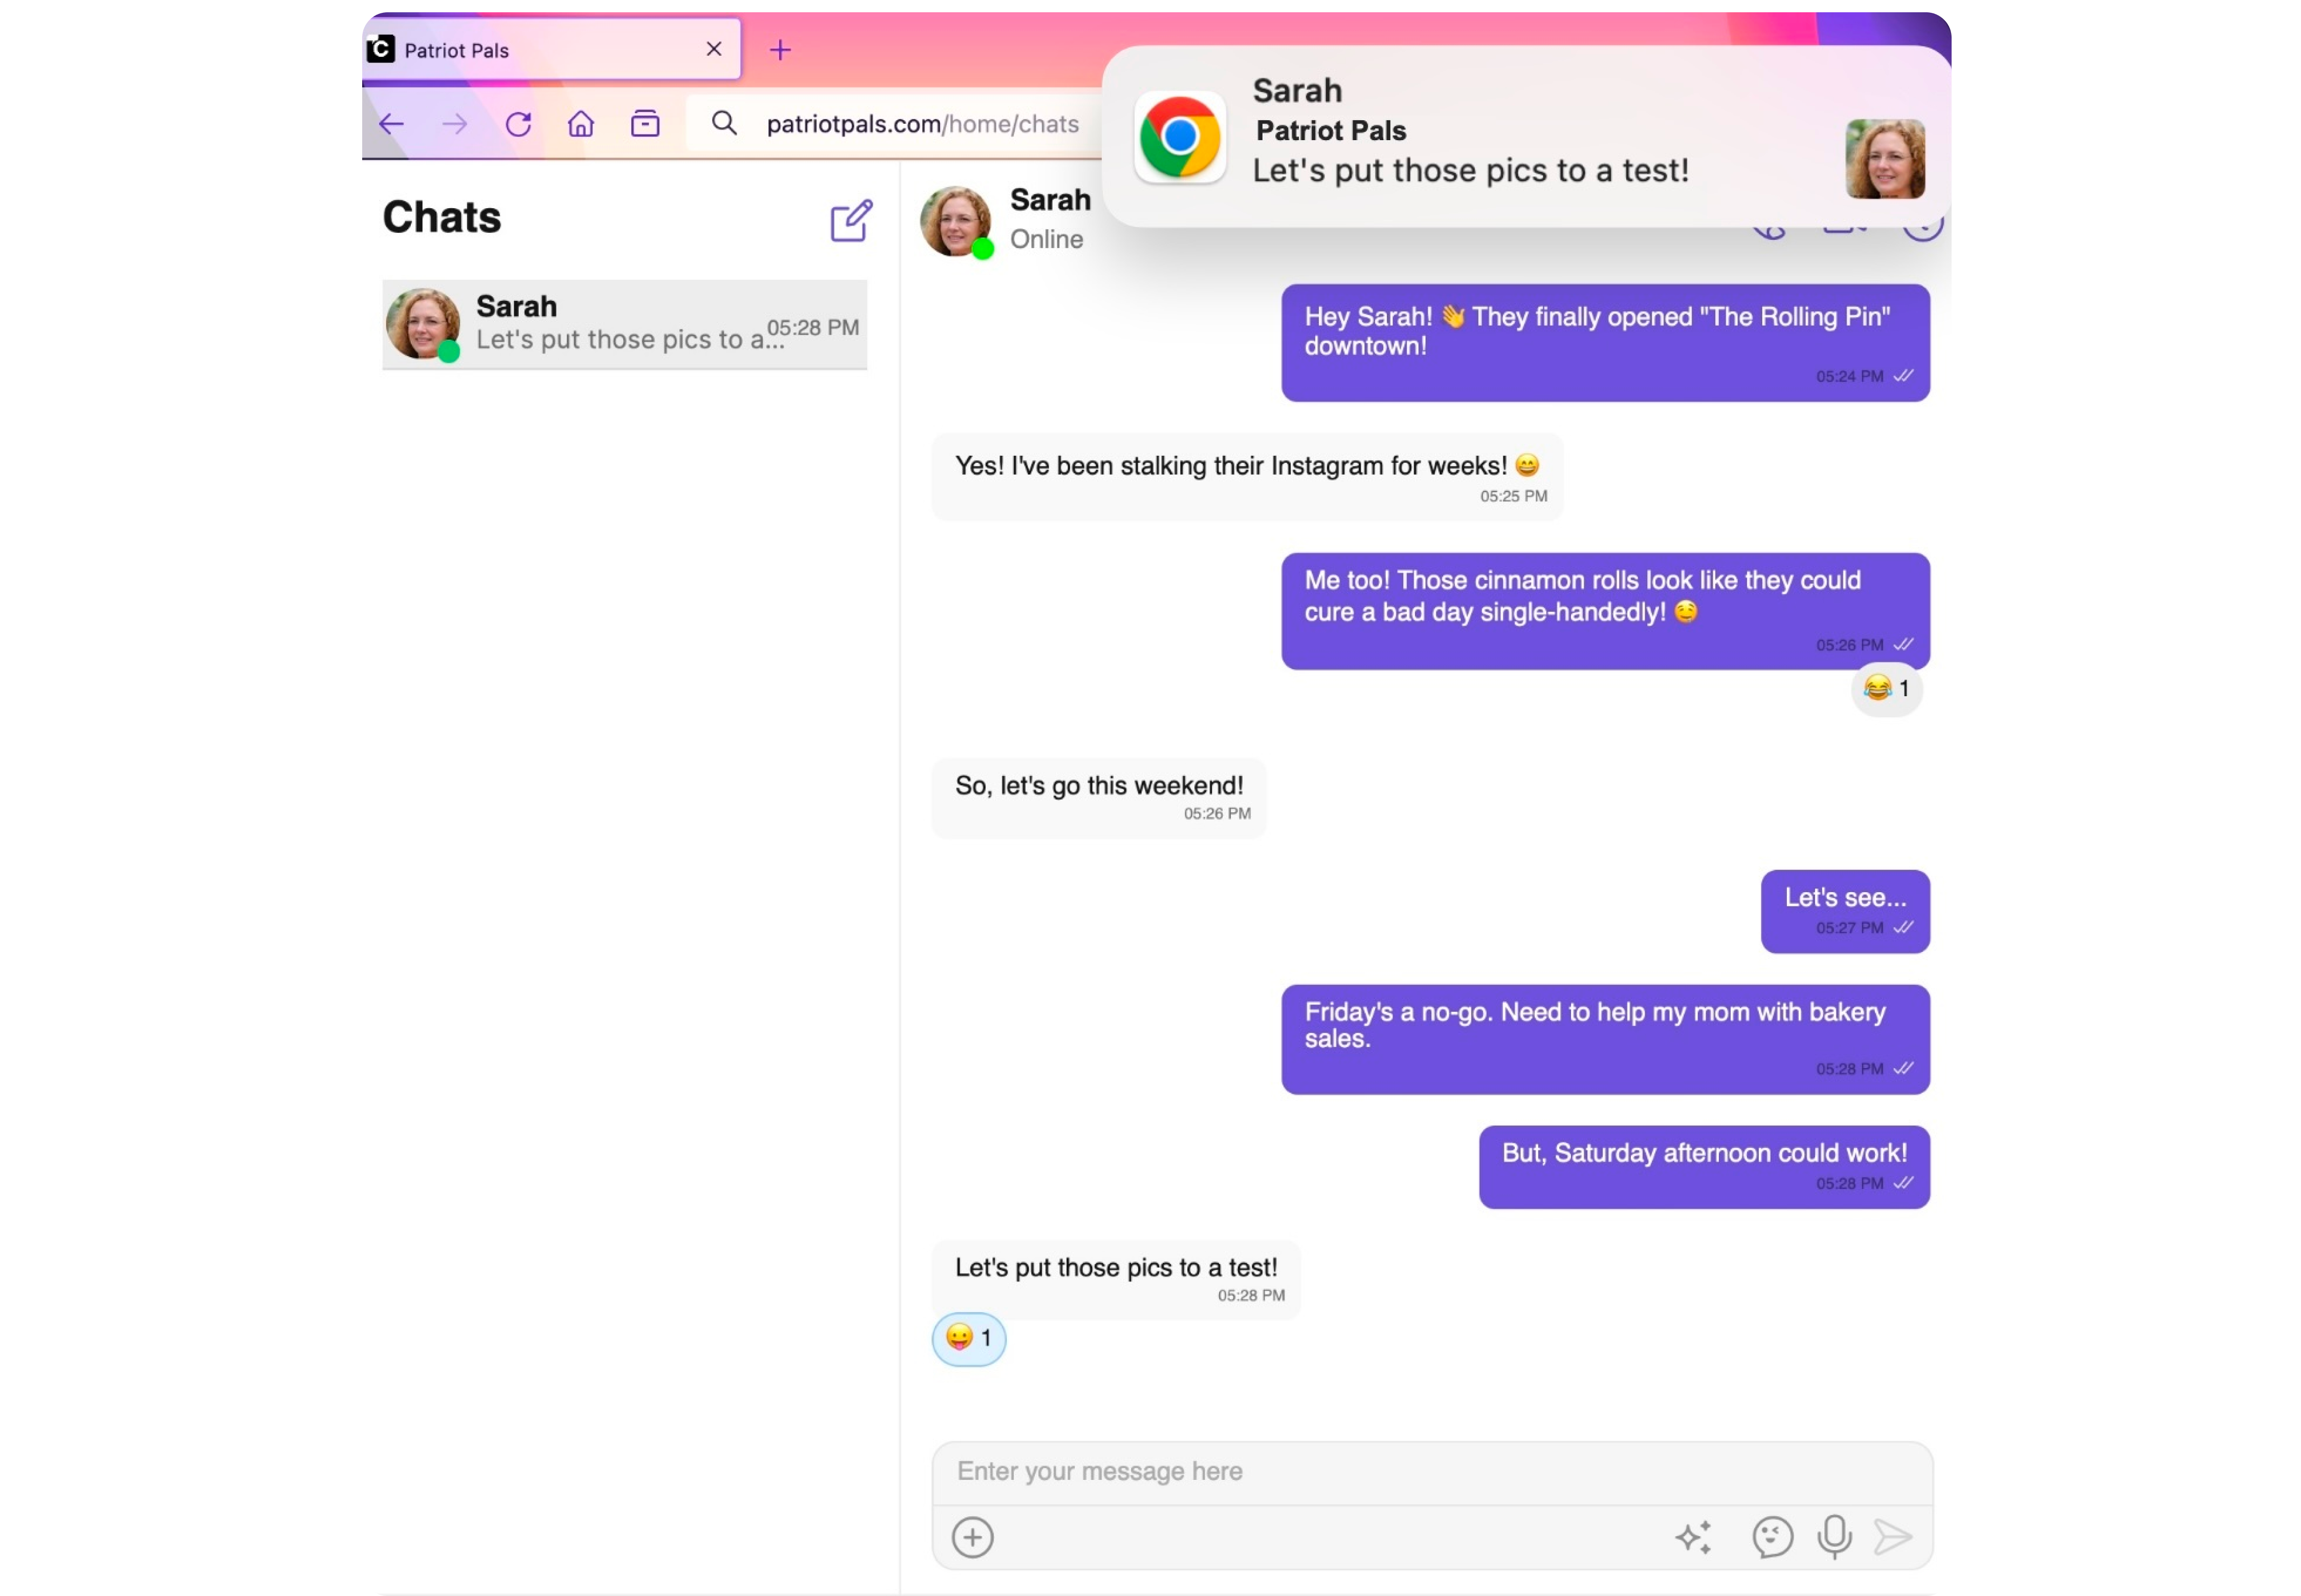 Patriot Pals
patriotpals.com/home/chats
Sarah
Patriot Pals
Let's put those pics to a test!
Chats
Sarah
Let's put those pics to a...
05:28 PM
Sarah
Online
Hey Sarah! 👋 They finally opened "The Rolling Pin"
downtown!
05:24 PM
Yes! I've been stalking their Instagram for weeks! 😄
05:25 PM
Me too! Those cinnamon rolls look like they could
cure a bad day single-handedly! 🤤
05:26 PM
😂 1
So, let's go this weekend!
05:26 PM
Let's see...
05:27 PM
Friday's a no-go. Need to help my mom with bakery
sales.
05:28 PM
But, Saturday afternoon could work!
05:28 PM
Let's put those pics to a test!
05:28 PM
😛 1
Enter your message here